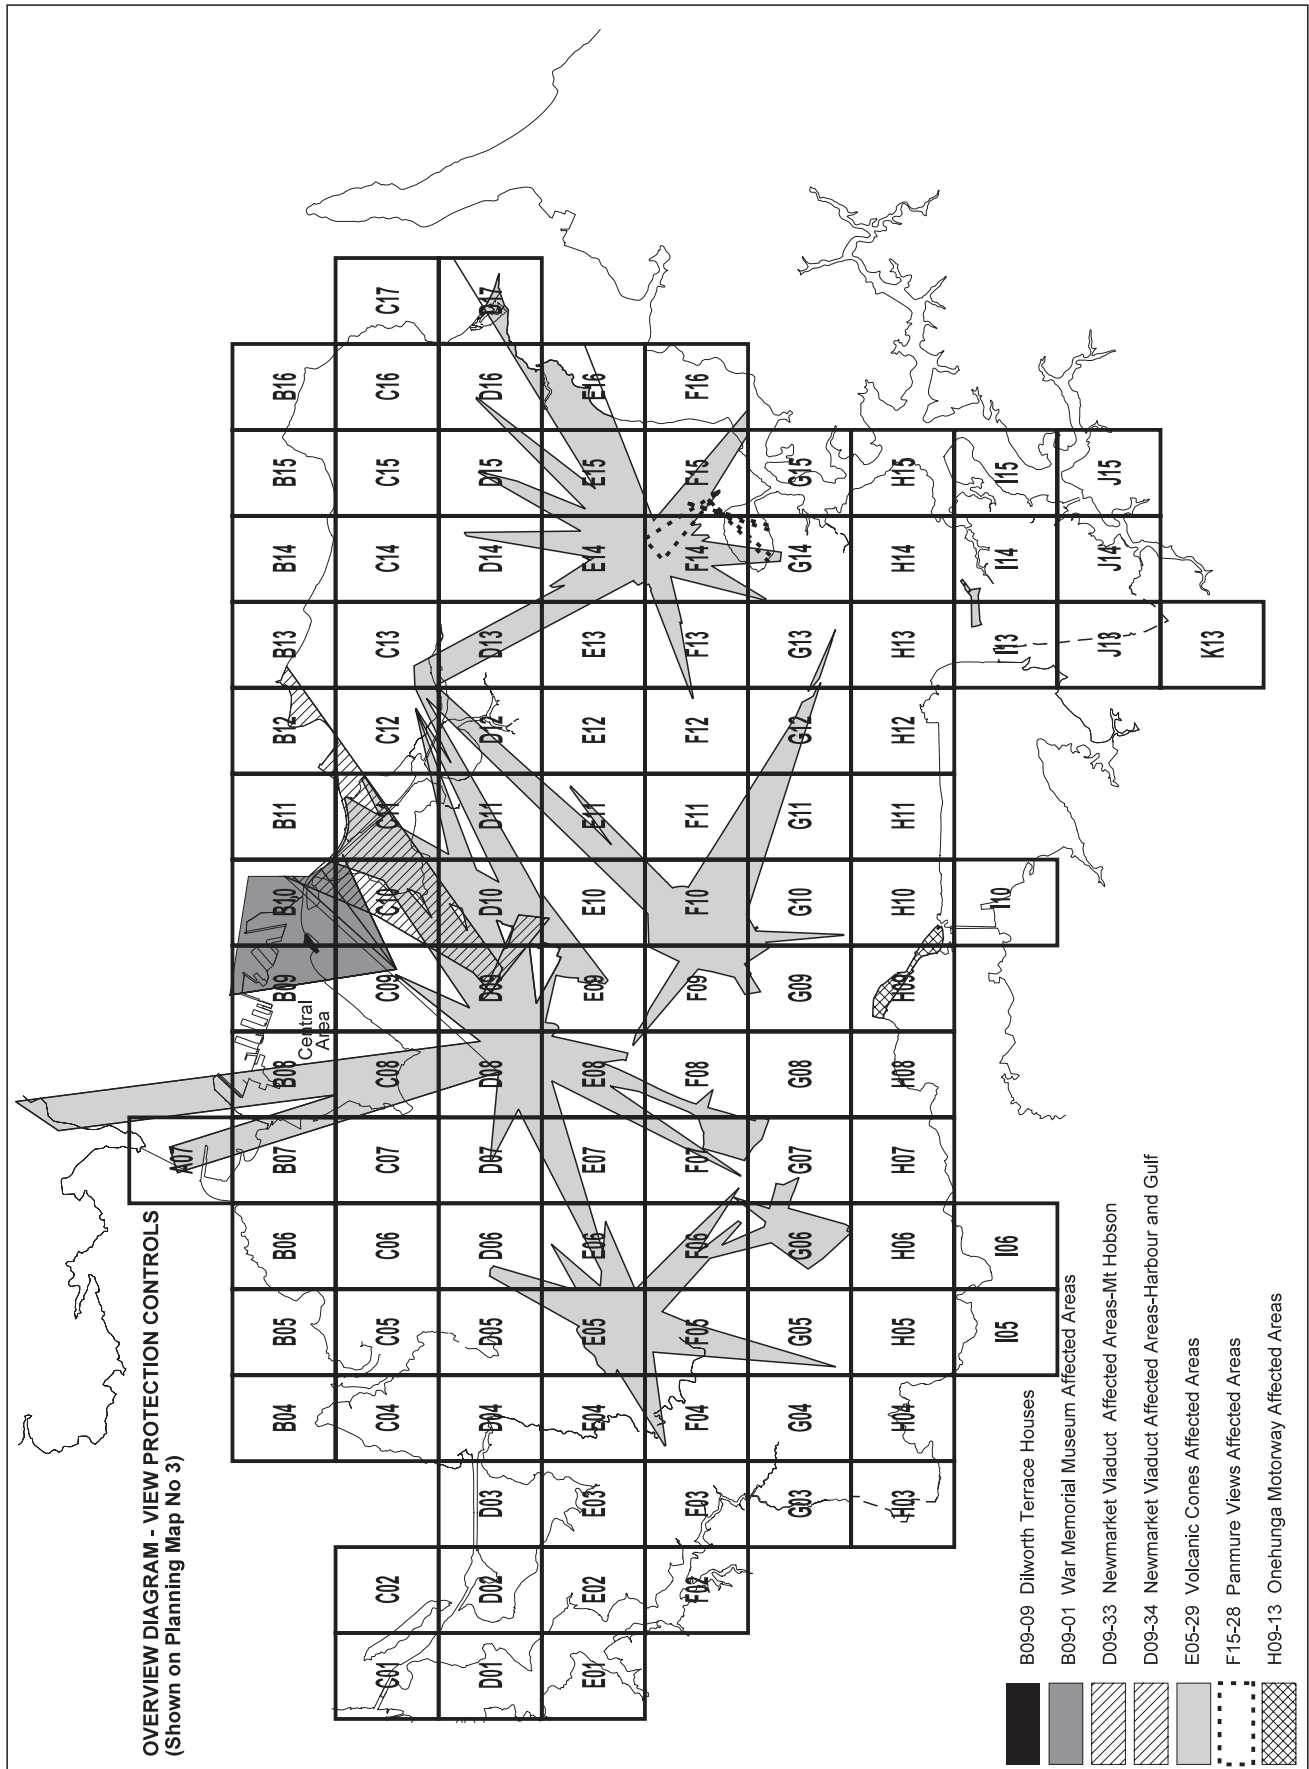 OVERVIEW DIAGRAM - VIEW PROTECTION CONTROLS
(Shown on Planning Map No 3)
A07
B04 B05 B06 B07 B08 B09 B10 B11 B12 B13 B14 B15 B16
Central
Area
C01 C02 C04 C05 C06 C07 C08 C09 C10 C11 C12 C13 C14 C15 C16 C17
D01 D02 D03 D04 D05 D06 D07 D08 D09 D10 D11 D12 D13 D14 D15 D16 D17
E01 E02 E03 E04 E05 E06 E07 E08 E09 E10 E11 E12 E13 E14 E15 E16
F02 F03 F04 F05 F06 F07 F08 F09 F10 F11 F12 F13 F14 F15 F16
G03 G04 G05 G06 G07 G08 G09 G10 G11 G12 G13 G14 G15
H03 H04 H05 H06 H07 H08 H09 H10 H11 H12 H13 H14 H15
I05 I06 I10 I13 I14 I15
J13 J14 J15
K13
B09-09 Dilworth Terrace Houses
B09-01 War Memorial Museum Affected Areas
D09-33 Newmarket Viaduct Affected Areas-Mt Hobson
D09-34 Newmarket Viaduct Affected Areas-Harbour and Gulf
E05-29 Volcanic Cones Affected Areas
F15-28 Panmure Views Affected Areas
H09-13 Onehunga Motorway Affected Areas